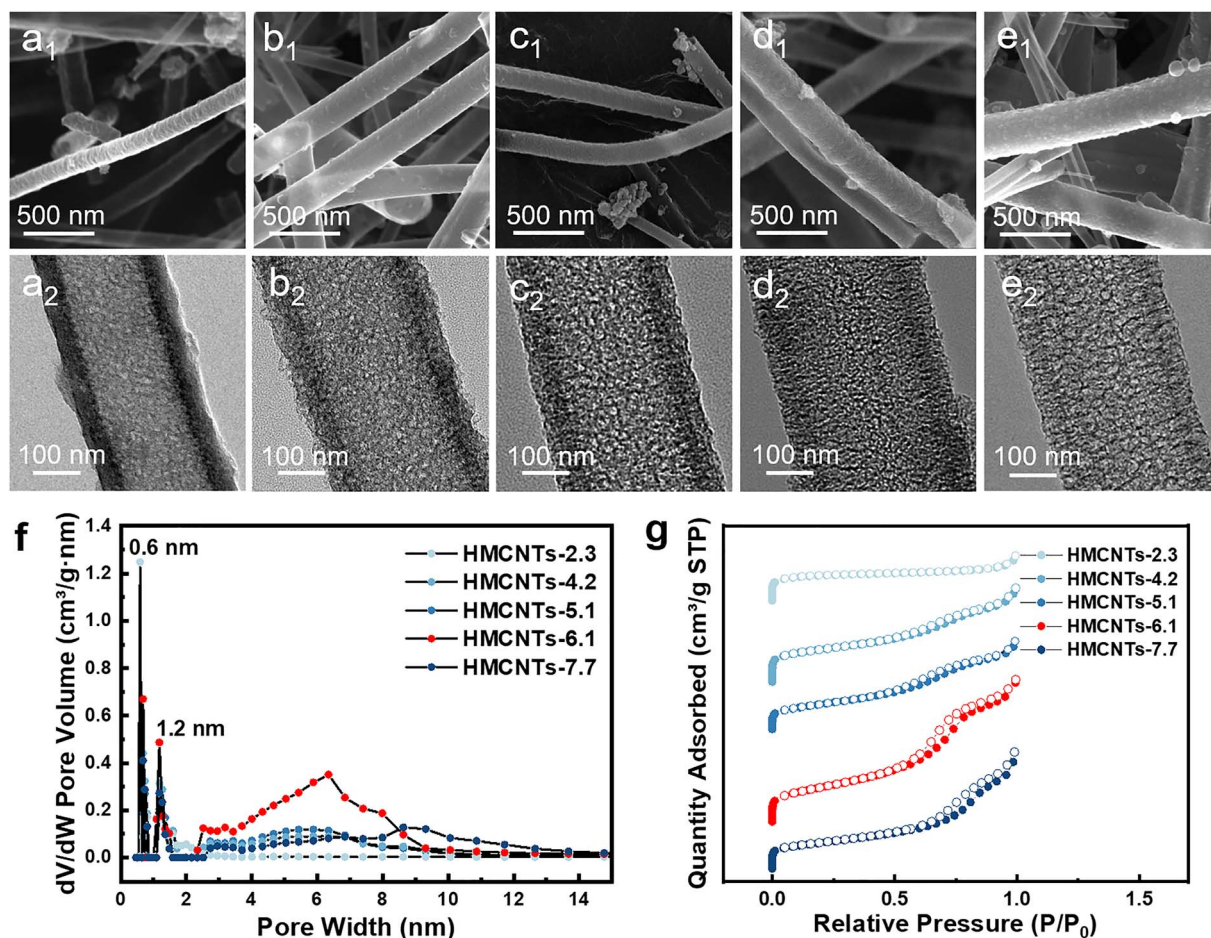 a₁
b₁
c₁
d₁
e₁
500 nm
500 nm
500 nm
500 nm
500 nm
a₂
b₂
c₂
d₂
e₂
100 nm
100 nm
100 nm
100 nm
100 nm
f
dV/dW Pore Volume (cm³/g·nm)
1.4
1.2
1.0
0.8
0.6
0.4
0.2
0.0
0.6 nm
1.2 nm
HMCNTs-2.3
HMCNTs-4.2
HMCNTs-5.1
HMCNTs-6.1
HMCNTs-7.7
0 2 4 6 8 10 12 14
Pore Width (nm)
g
Quantity Adsorbed (cm³/g STP)
HMCNTs-2.3
HMCNTs-4.2
HMCNTs-5.1
HMCNTs-6.1
HMCNTs-7.7
0.0 0.5 1.0 1.5
Relative Pressure (P/P₀)